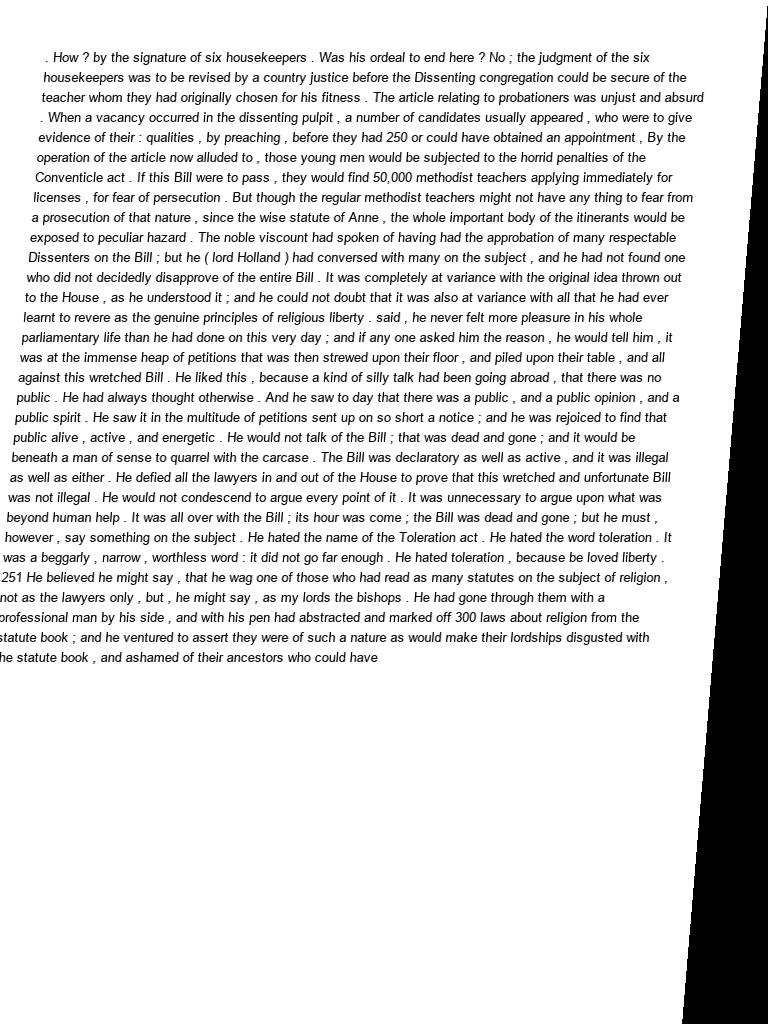 . How ? by the signature of six housekeepers . Was his ordeal to end here ? No ; the judgment of the six
housekeepers was to be revised by a country justice before the Dissenting congregation could be secure of the
teacher whom they had originally chosen for his fitness . The article relating to probationers was unjust and absurd
. When a vacancy occurred in the dissenting pulpit , a number of candidates usually appeared , who were to give
evidence of their : qualities , by preaching , before they had 250 or could have obtained an appointment , By the
operation of the article now alluded to , those young men would be subjected to the horrid penalties of the
Conventicle act . If this Bill were to pass , they would find 50,000 methodist teachers applying immediately for
licenses , for fear of persecution . But though the regular methodist teachers might not have any thing to fear from
a prosecution of that nature , since the wise statute of Anne , the whole important body of the itinerants would be
exposed to peculiar hazard . The noble viscount had spoken of having had the approbation of many respectable
Dissenters on the Bill ; but he ( lord Holland ) had conversed with many on the subject , and he had not found one
who did not decidedly disapprove of the entire Bill . It was completely at variance with the original idea thrown out
to the House , as he understood it ; and he could not doubt that it was also at variance with all that he had ever
learnt to revere as the genuine principles of religious liberty . said , he never felt more pleasure in his whole
parliamentary life than he had done on this very day ; and if any one asked him the reason , he would tell him , it
was at the immense heap of petitions that was then strewed upon their floor , and piled upon their table , and all
against this wretched Bill . He liked this , because a kind of silly talk had been going abroad , that there was no
public . He had always thought otherwise . And he saw to day that there was a public , and a public opinion , and a
public spirit . He saw it in the multitude of petitions sent up on so short a notice ; and he was rejoiced to find that
public alive , active , and energetic . He would not talk of the Bill ; that was dead and gone ; and it would be
beneath a man of sense to quarrel with the carcase . The Bill was declaratory as well as active , and it was illegal
as well as either . He defied all the lawyers in and out of the House to prove that this wretched and unfortunate Bill
was not illegal . He would not condescend to argue every point of it . It was unnecessary to argue upon what was
beyond human help . It was all over with the Bill ; its hour was come ; the Bill was dead and gone ; but he must ,
however , say something on the subject . He hated the name of the Toleration act . He hated the word toleration . It
was a beggarly , narrow , worthless word : it did not go far enough . He hated toleration , because be loved liberty .
251 He believed he might say , that he wag one of those who had read as many statutes on the subject of religion ,
not as the lawyers only , but , he might say , as my lords the bishops . He had gone through them with a
professional man by his side , and with his pen had abstracted and marked off 300 laws about religion from the
statute book ; and he ventured to assert they were of such a nature as would make their lordships disgusted with
he statute book , and ashamed of their ancestors who could have